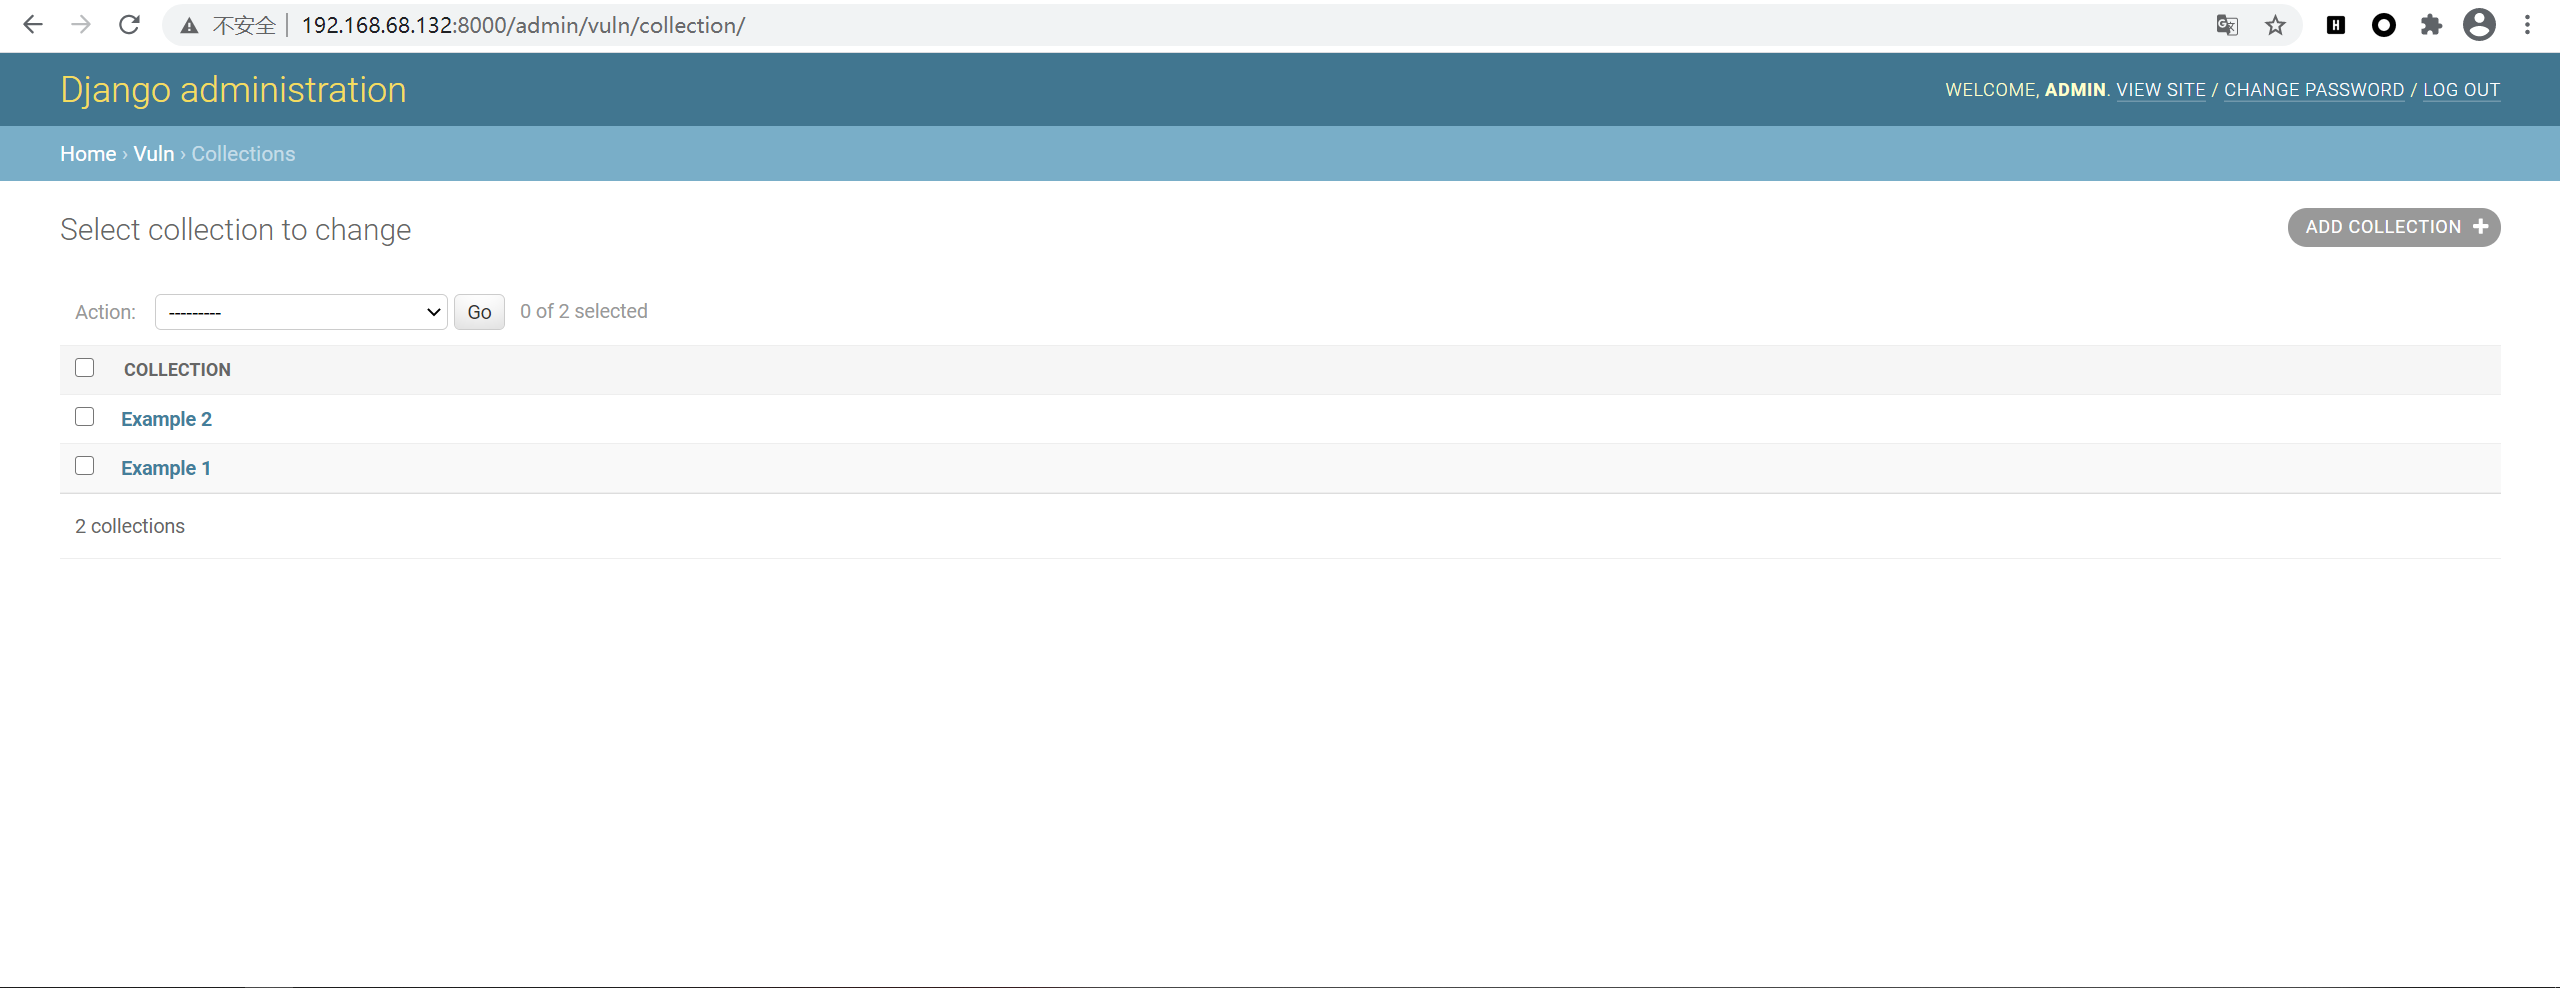 不安全 | 192.168.68.132:8000/admin/vuln/collection/
Django administration
WELCOME, ADMIN. VIEW SITE / CHANGE PASSWORD / LOG OUT
Home › Vuln › Collections
Select collection to change
ADD COLLECTION +
Action: --------- Go 0 of 2 selected
COLLECTION
Example 2
Example 1
2 collections